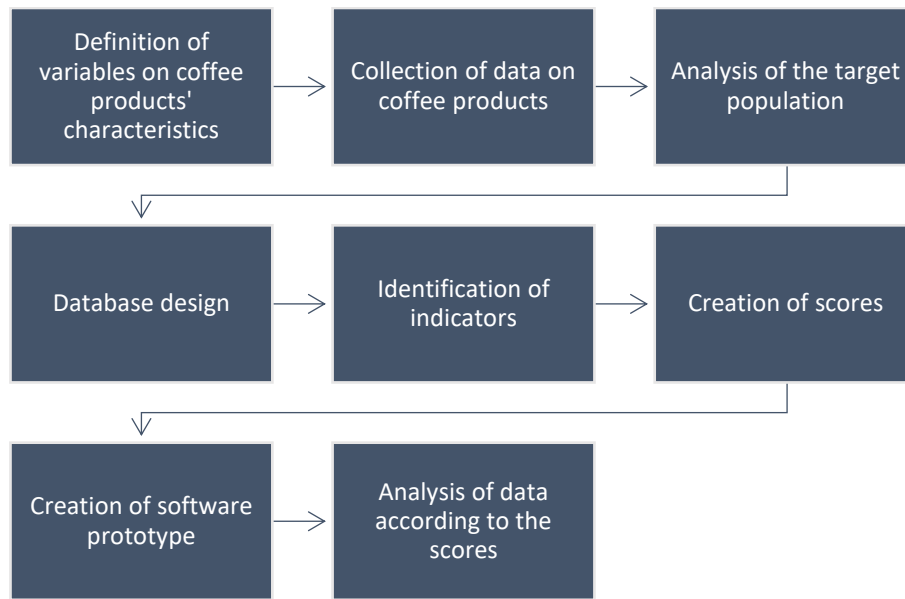 Definition of
variables on coffee
products'
characteristics
Collection of data on
coffee products
Analysis of the target
population
Database design
Identification of
indicators
Creation of scores
Creation of software
prototype
Analysis of data
according to the
scores